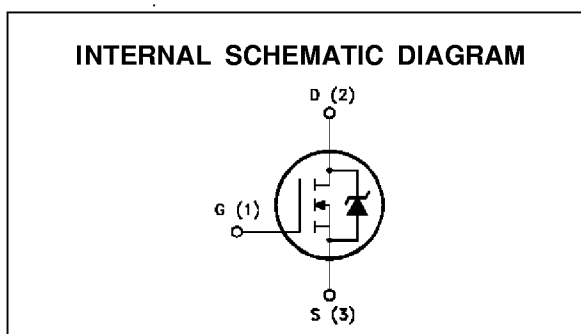 INTERNAL SCHEMATIC DIAGRAM
D (2)
G (1)
S (3)